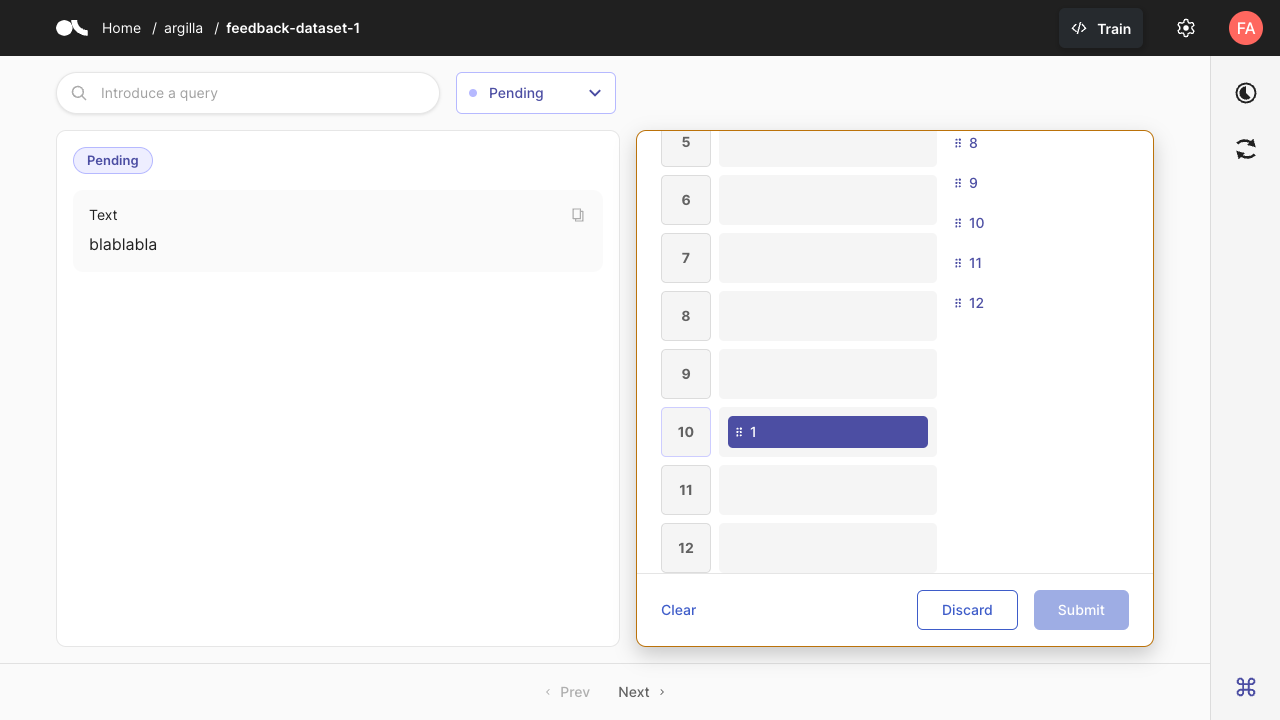 Home / argilla / feedback-dataset-1
Train
FA
Introduce a query
Pending
Pending
Text
blablabla
5
6
7
8
9
10 1
11
12
8
9
10
11
12
Clear
Discard
Submit
Prev
Next